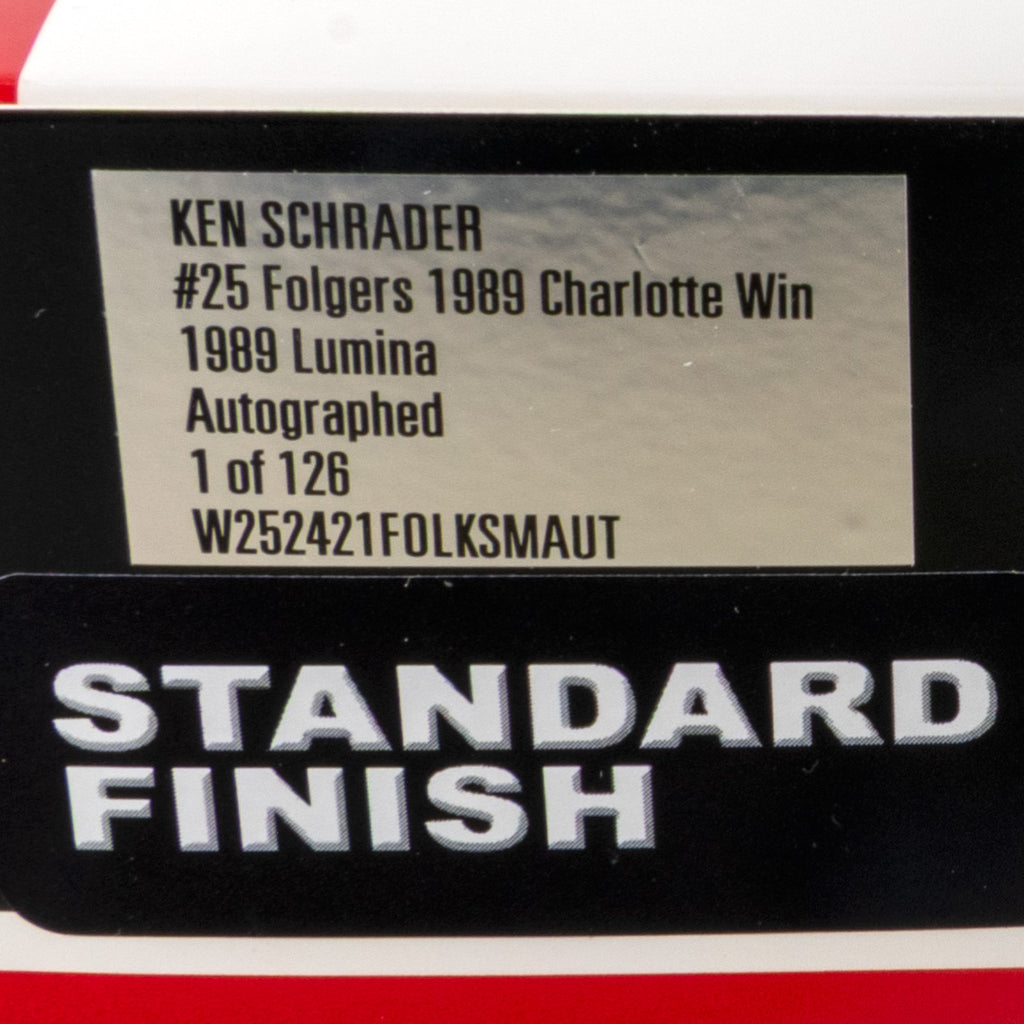 KEN SCHRADER
#25 Folgers 1989 Charlotte Win
1989 Lumina
Autographed
1 of 126
W252421FOLKSMAUT
STANDARD
FINISH